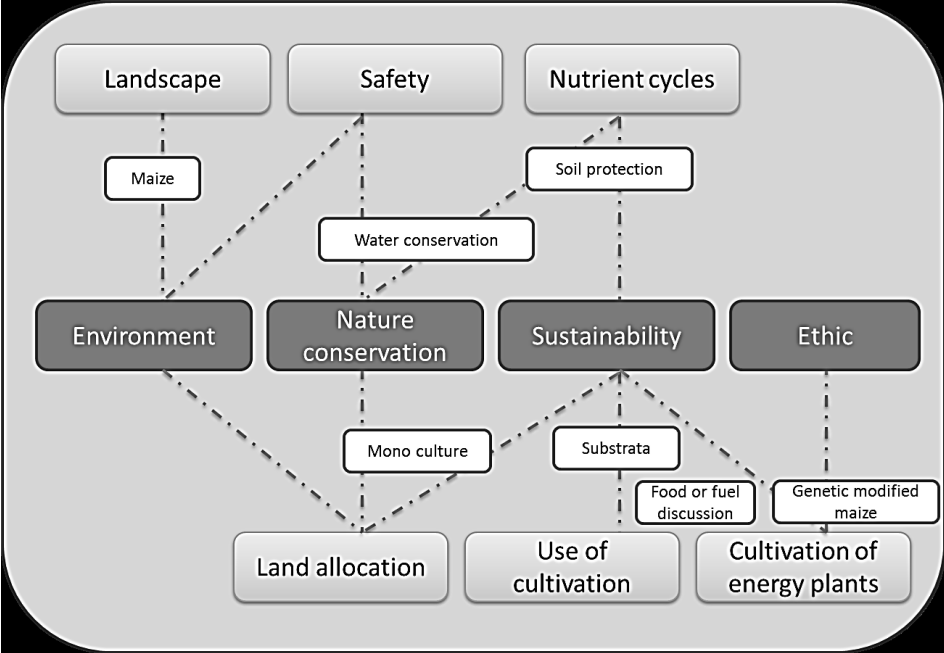 Landscape
Safety
Nutrient cycles
Maize
Soil protection
Water conservation
Environment
Nature
conservation
Sustainability
Ethic
Mono culture
Substrata
Food or fuel
discussion
Genetic modified
maize
Land allocation
Use of
cultivation
Cultivation of
energy plants